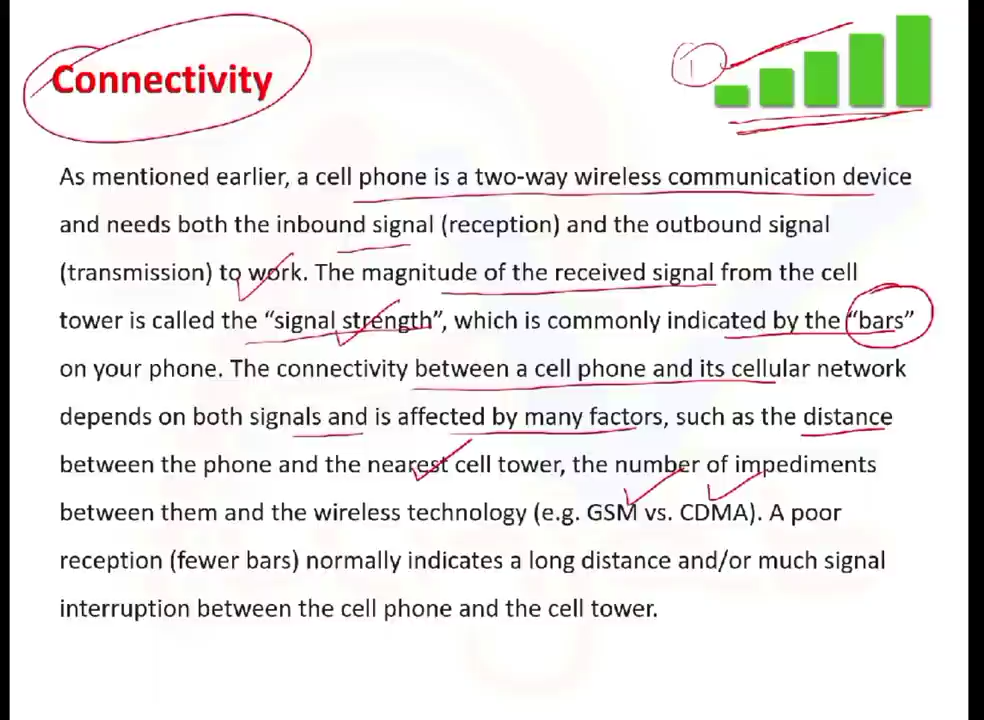 Connectivity
As mentioned earlier, a cell phone is a two-way wireless communication device
and needs both the inbound signal (reception) and the outbound signal
(transmission) to work. The magnitude of the received signal from the cell
tower is called the “signal strength”, which is commonly indicated by the “bars”
on your phone. The connectivity between a cell phone and its cellular network
depends on both signals and is affected by many factors, such as the distance
between the phone and the nearest cell tower, the number of impediments
between them and the wireless technology (e.g. GSM vs. CDMA). A poor
reception (fewer bars) normally indicates a long distance and/or much signal
interruption between the cell phone and the cell tower.